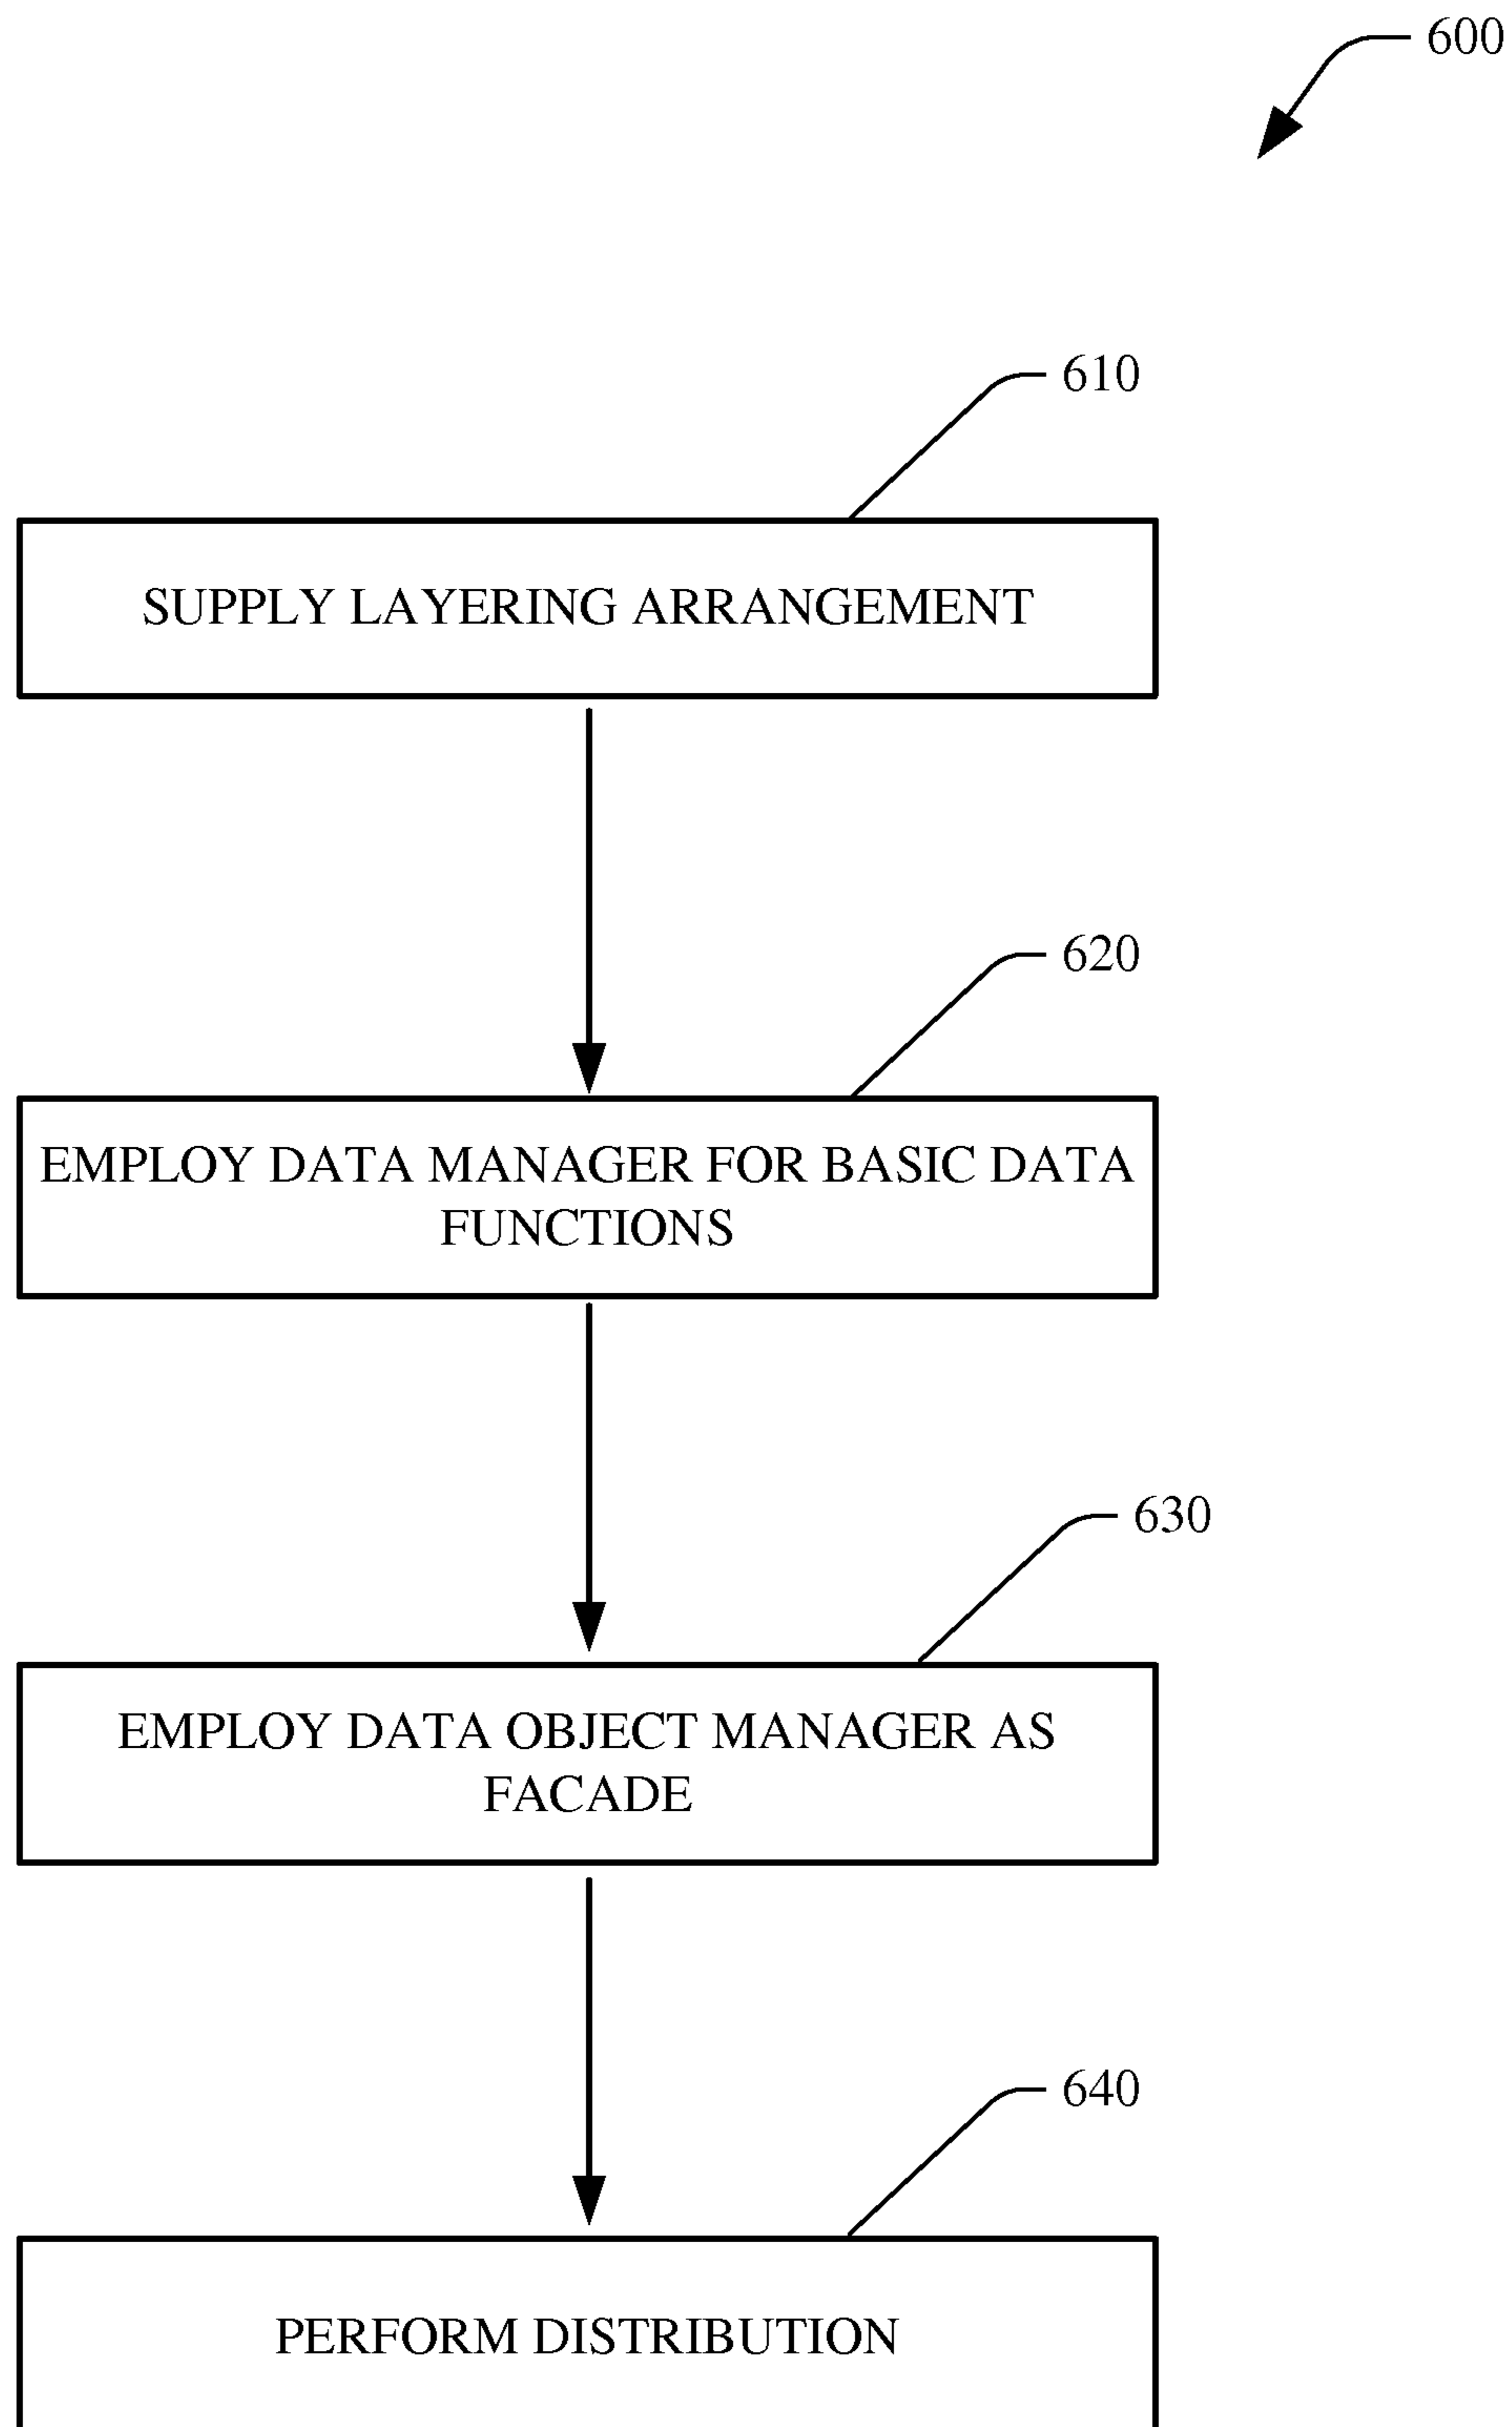 600
610
SUPPLY LAYERING ARRANGEMENT
620
EMPLOY DATA MANAGER FOR BASIC DATA
FUNCTIONS
630
EMPLOY DATA OBJECT MANAGER AS
FACADE
640
PERFORM DISTRIBUTION